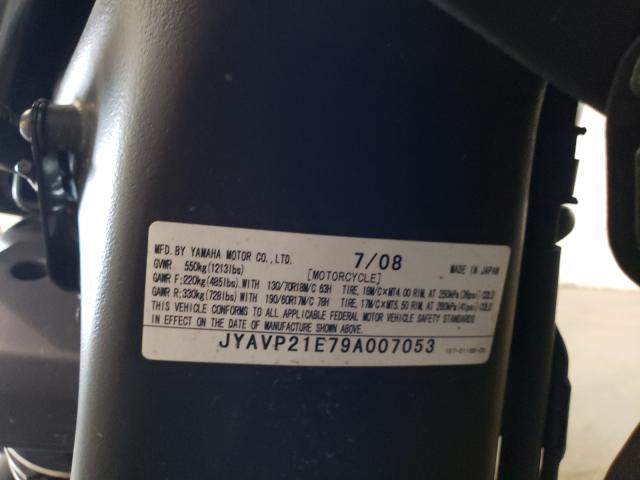 MFD. BY YAMAHA MOTOR CO., LTD. 7/08 MADE IN JAPAN
GVWR 550kg(1213lbs) [MOTORCYCLE]
GAWR F;220kg(485lbs).WITH 130/70R18M/C 63H TIRE, 18M/C×MT4.00 RIM, AT 250kPa(36psi)COLD
GAWR R;330kg(728lbs).WITH 190/60R17M/C 78H TIRE, 17M/C×MT5.50 RIM, AT 280kPa(41psi)COLD
THIS VEHICLE CONFORMS TO ALL APPLICABLE FEDERAL MOTOR VEHICLE SAFETY STANDARDS
IN EFFECT ON THE DATE OF MANUFACTURE SHOWN ABOVE.
JYAVP21E79A007053